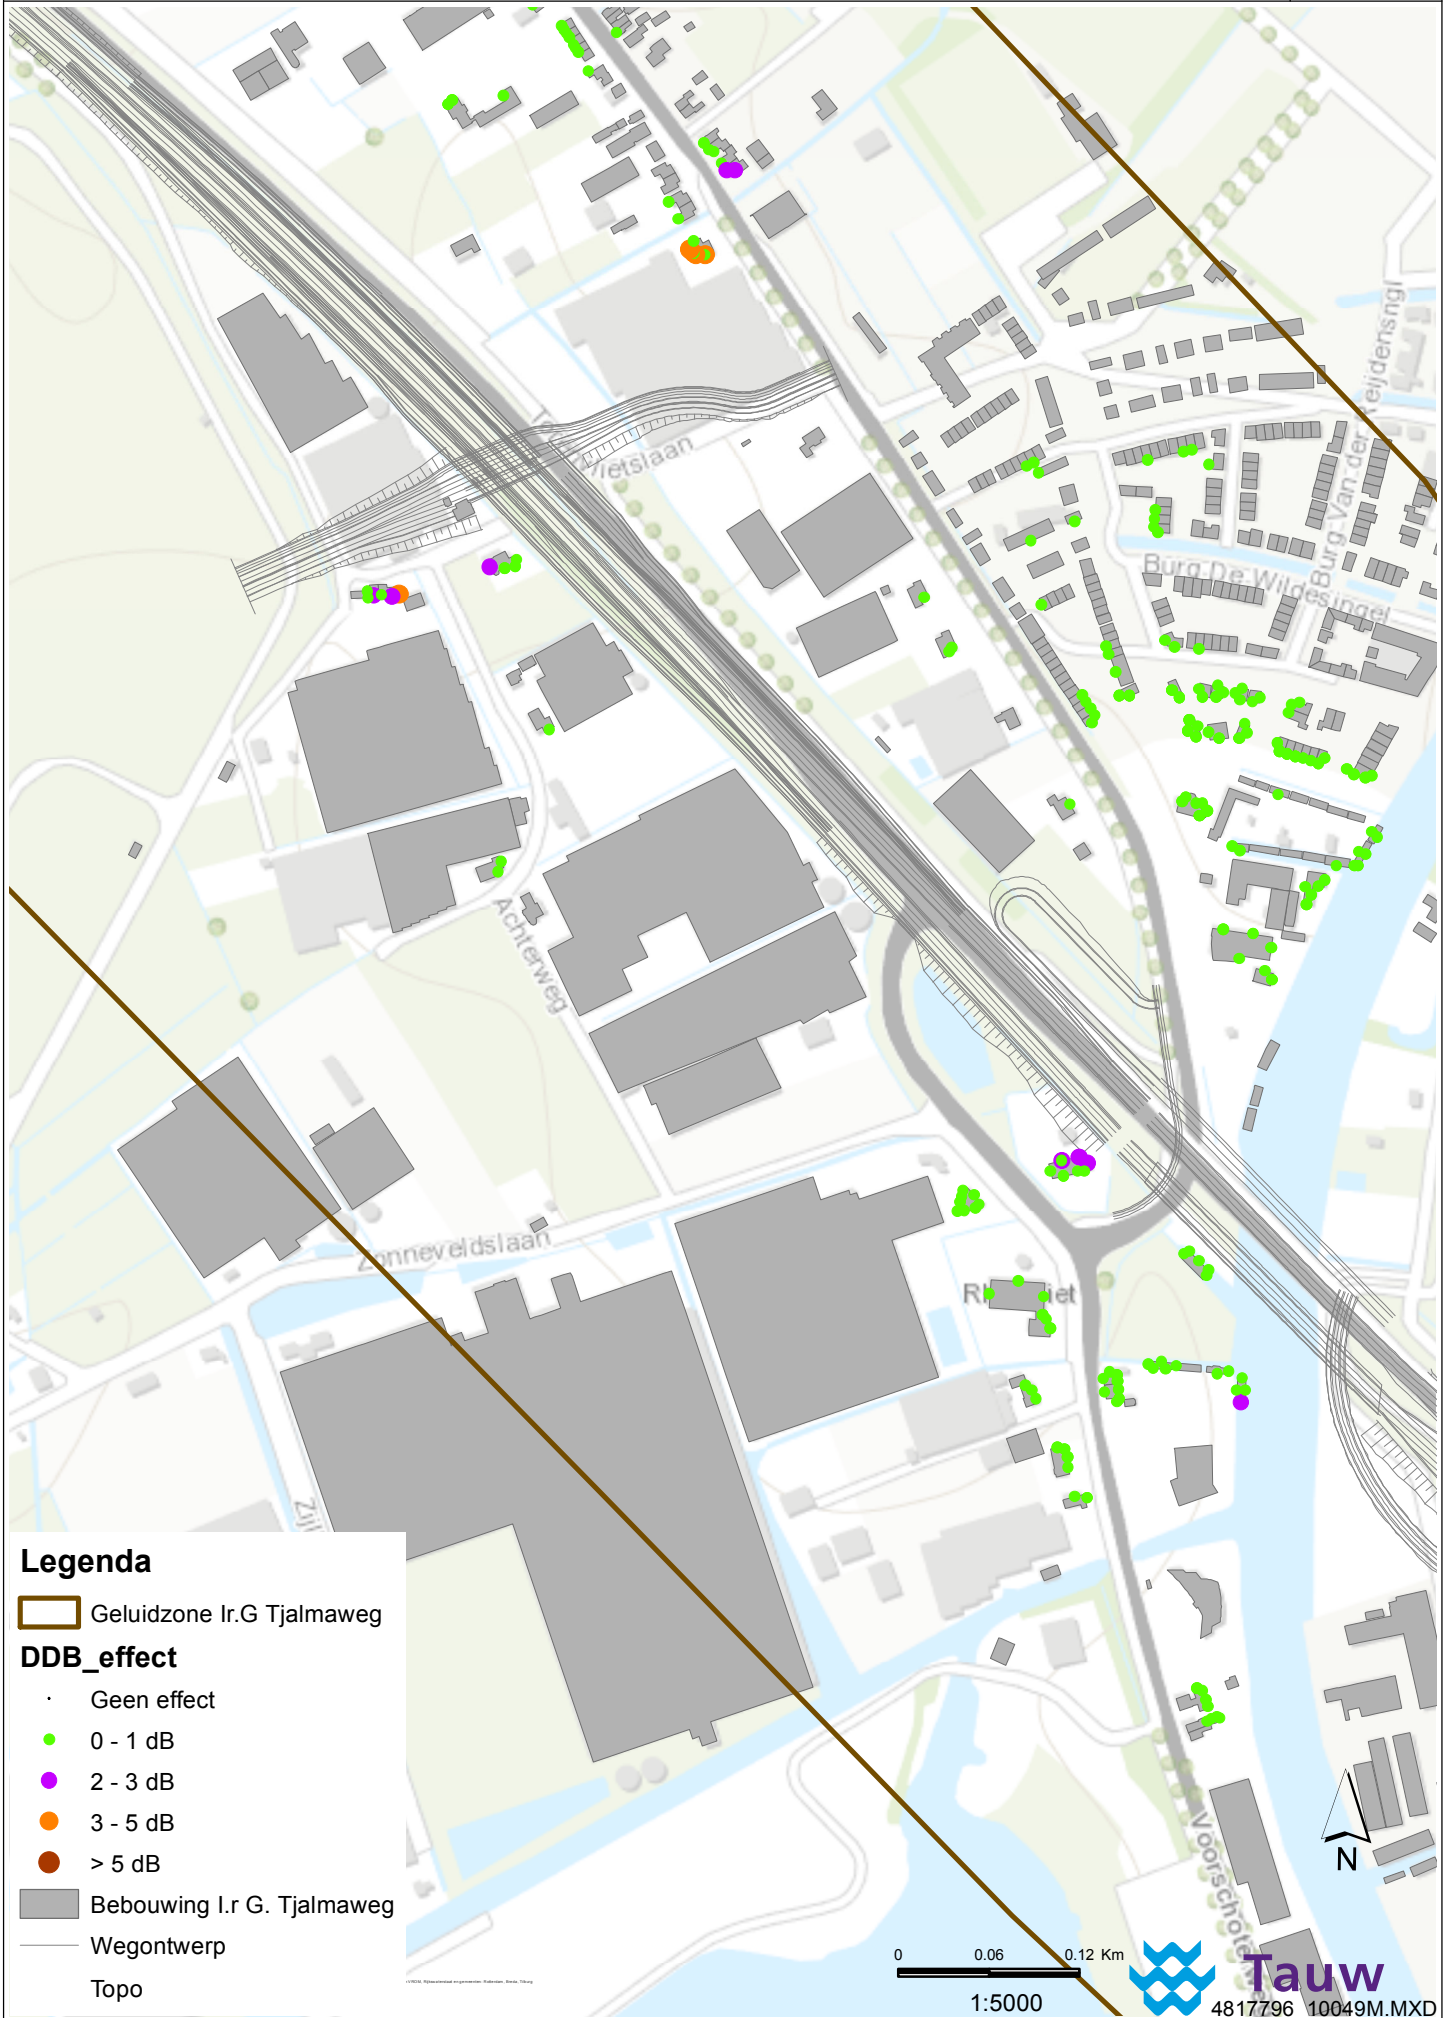 Vlietslaan
Burg.Van-der-Reijdensngl
Burg.De-Wildesingel
Achterweg
Zonneveldslaan
Legenda
Geluidzone Ir.G Tjalmaweg
DDB_effect
Geen effect
0 - 1 dB
2 - 3 dB
3 - 5 dB
> 5 dB
Bebouwing I.r G. Tjalmaweg
Wegontwerp
Topo
N
0 0.06 0.12 Km
1:5000
Tauw
4817796_10049M.MXD